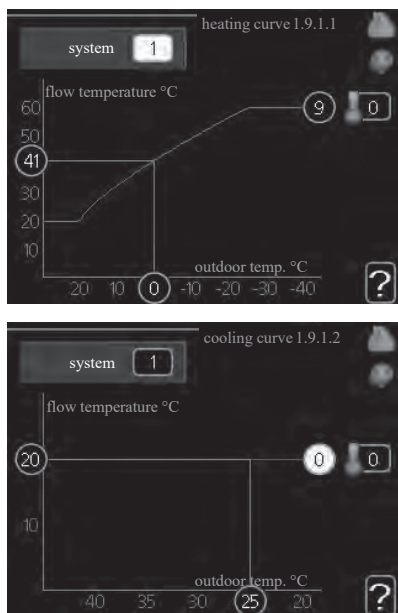 heating curve 1.9.1.1
system 1
flow temperature °C
60
9 0
50
41
30
20
10
outdoor temp. °C
20 10 0 -10 -20 -30 -40
?
cooling curve 1.9.1.2
system 1
flow temperature °C
20 0 0
10
outdoor temp. °C
40 35 30 25 20
?